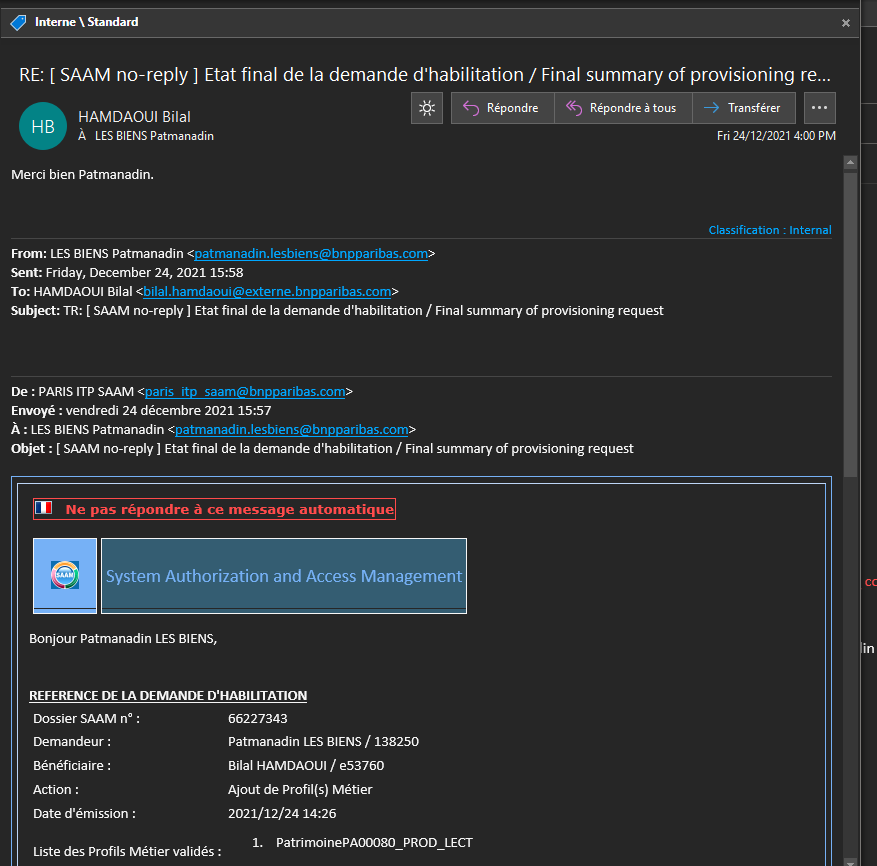 Interne \ Standard
RE: [ SAAM no-reply ] Etat final de la demande d'habilitation / Final summary of provisioning re...
HB
HAMDAOUI Bilal
À LES BIENS Patmanadin
Répondre
Répondre à tous
Transférer
Fri 24/12/2021 4:00 PM
Merci bien Patmanadin.
Classification : Internal
From: LES BIENS Patmanadin <patmanadin.lesbiens@bnpparibas.com>
Sent: Friday, December 24, 2021 15:58
To: HAMDAOUI Bilal <bilal.hamdaoui@externe.bnpparibas.com>
Subject: TR: [ SAAM no-reply ] Etat final de la demande d'habilitation / Final summary of provisioning request
De : PARIS ITP SAAM <paris_itp_saam@bnpparibas.com>
Envoyé : vendredi 24 décembre 2021 15:57
À : LES BIENS Patmanadin <patmanadin.lesbiens@bnpparibas.com>
Objet : [ SAAM no-reply ] Etat final de la demande d'habilitation / Final summary of provisioning request
Ne pas répondre à ce message automatique
SAAM
System Authorization and Access Management
Bonjour Patmanadin LES BIENS,
REFERENCE DE LA DEMANDE D'HABILITATION
Dossier SAAM n° : 66227343
Demandeur : Patmanadin LES BIENS / 138250
Bénéficiaire : Bilal HAMDAOUI / e53760
Action : Ajout de Profil(s) Métier
Date d'émission : 2021/12/24 14:26
Liste des Profils Métier validés : 1. PatrimoinePA00080_PROD_LECT